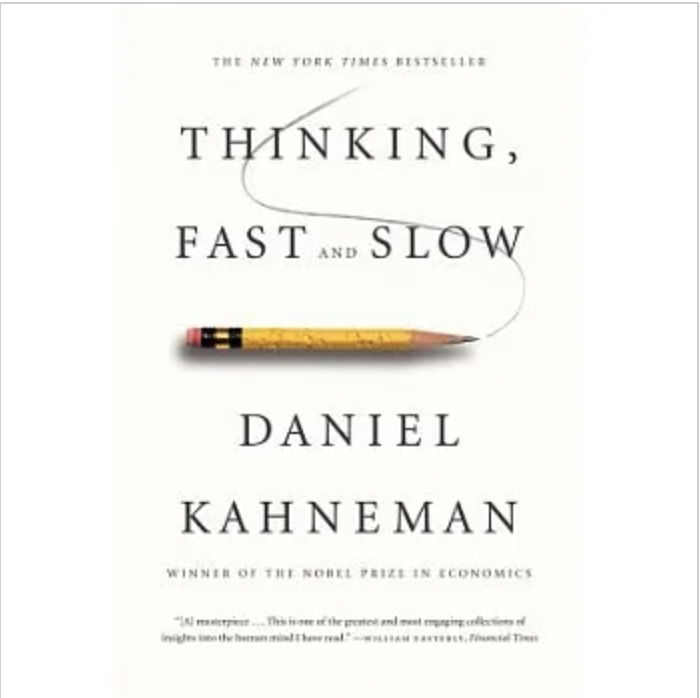 THE NEW YORK TIMES BESTSELLER
THINKING,
FAST AND SLOW
DANIEL
KAHNEMAN
WINNER OF THE NOBEL PRIZE IN ECONOMICS
"[A] masterpiece . . . This is one of the greatest and most engaging collections of
insights into the human mind I have read." —WILLIAM EASTERLY, Financial Times